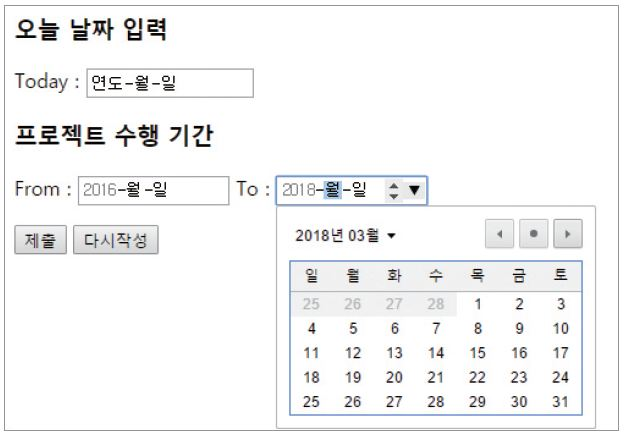 오늘 날짜 입력
Today : 연도-월-일
프로젝트 수행 기간
From : 2016-월-일 To : 2018-월-일
제출 다시작성
2018년 03월
일 월 화 수 목 금 토
25 26 27 28 1 2 3
4 5 6 7 8 9 10
11 12 13 14 15 16 17
18 19 20 21 22 23 24
25 26 27 28 29 30 31